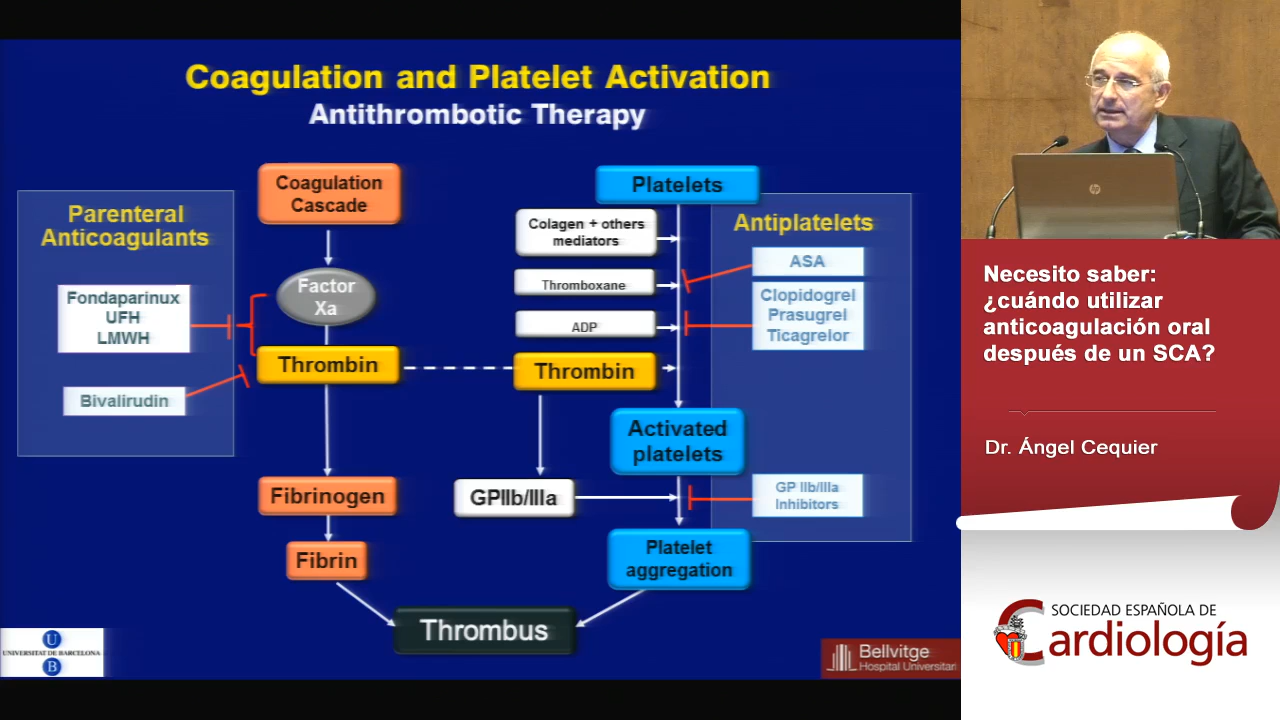 Coagulation and Platelet Activation
Antithrombotic Therapy
Parenteral
Anticoagulants
Fondaparinux
UFH
LMWH
Bivalirudin
Coagulation
Cascade
Factor
Xa
Thrombin
Fibrinogen
Fibrin
Platelets
Colagen + others
mediators
Thromboxane
ADP
Thrombin
Activated
platelets
GPIIb/IIIa
Platelet
aggregation
Antiplatelets
ASA
Clopidogrel
Prasugrel
Ticagrelor
GP IIb/IIIa
Inhibitors
Thrombus
U
UNIVERSITAT DE BARCELONA
B
Bellvitge
Hospital Universitari
hp
Necesito saber:
¿cuándo utilizar
anticoagulación oral
después de un SCA?
Dr. Ángel Cequier
SOCIEDAD ESPAÑOLA DE
Cardiología